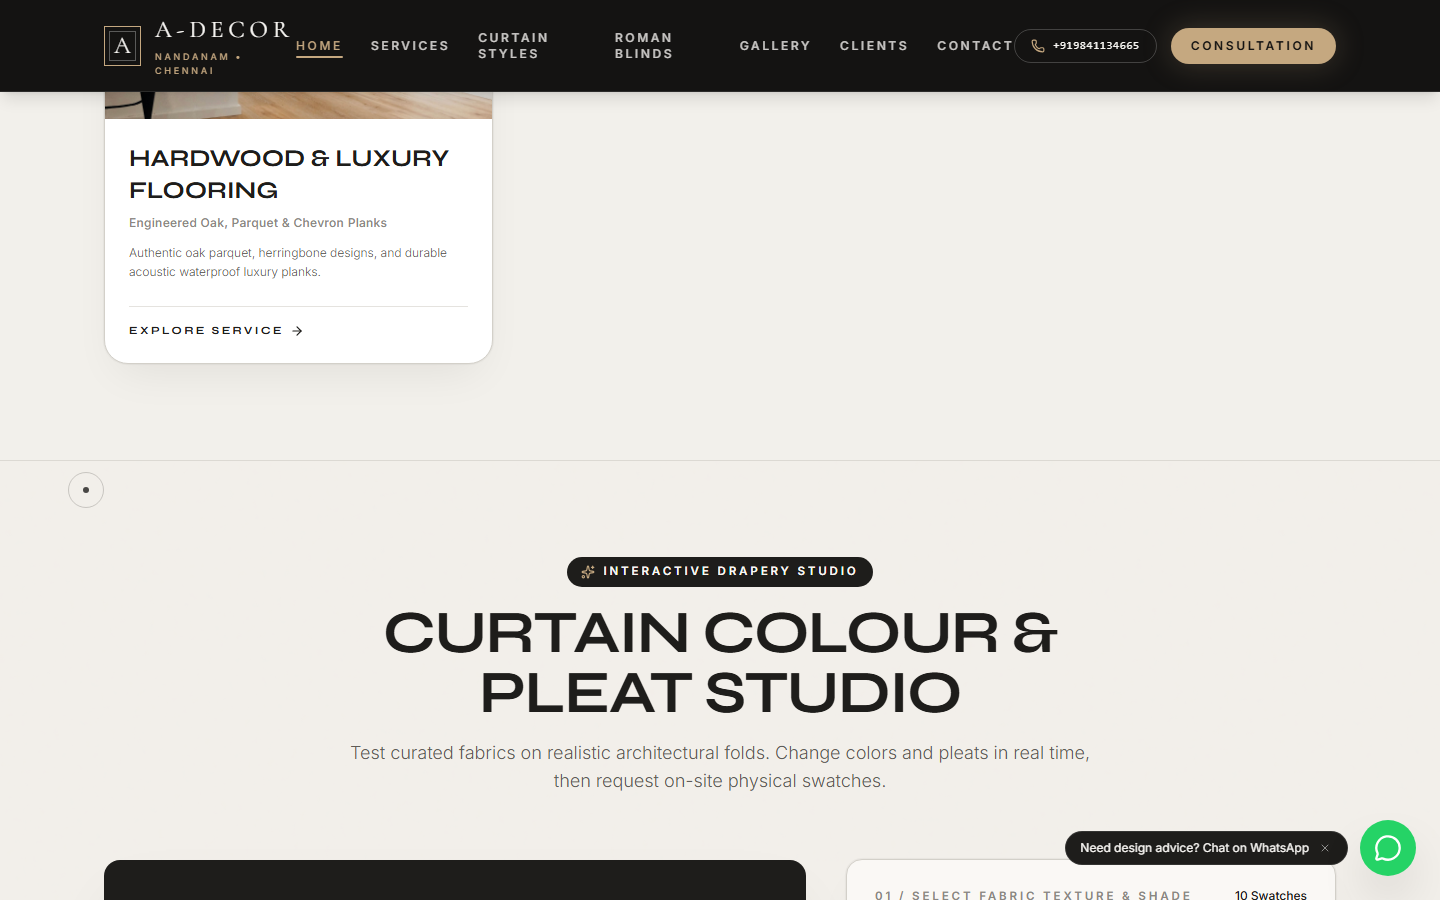 A
A-DECOR
NANDANAM •
CHENNAI
HOME
SERVICES
CURTAIN
STYLES
ROMAN
BLINDS
GALLERY
CLIENTS
CONTACT
+919841134665
CONSULTATION
HARDWOOD & LUXURY
FLOORING
Engineered Oak, Parquet & Chevron Planks
Authentic oak parquet, herringbone designs, and durable
acoustic waterproof luxury planks.
EXPLORE SERVICE →
INTERACTIVE DRAPERY STUDIO
CURTAIN COLOUR &
PLEAT STUDIO
Test curated fabrics on realistic architectural folds. Change colors and pleats in real time,
then request on-site physical swatches.
Need design advice? Chat on WhatsApp ×
01 / SELECT FABRIC TEXTURE & SHADE
10 Swatches